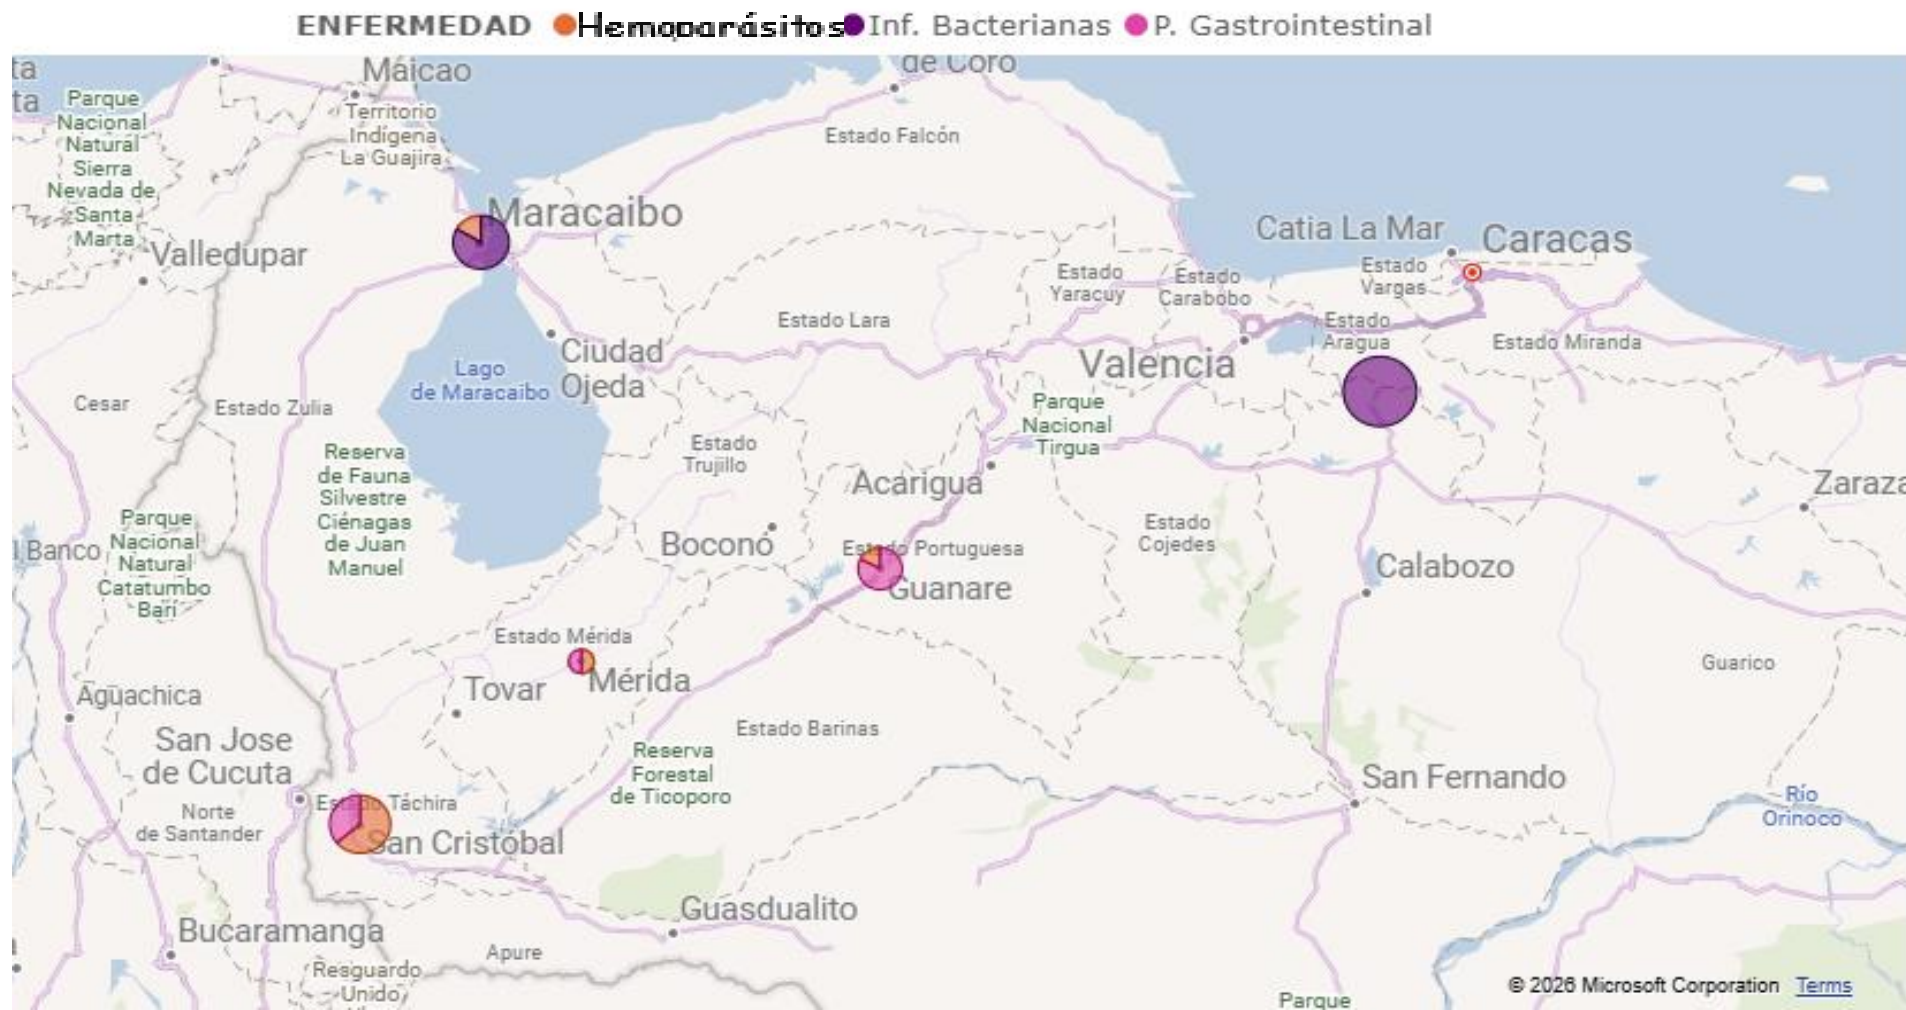 ENFERMEDAD Hemoparásitos Inf. Bacterianas P. Gastrointestinal
ta
ta
Máicao
de Coro
Parque
Nacional
Natural
Sierra
Nevada de
Santa
Marta
Territorio
Indígena
La Guajira
Estado Falcón
Maracaibo
Valledupar
Catia La Mar
Caracas
Estado
Vargas
Estado
Yaracuy
Estado
Carabobo
Estado Lara
Estado
Aragua
Estado Miranda
Ciudad
Ojeda
Valencia
Lago
de Maracaibo
Cesar
Estado Zulia
Parque
Nacional
Tirgua
Estado
Trujillo
Reserva
de Fauna
Silvestre
Ciénagas
de Juan
Manuel
Acarigua
Zaraza
Parque
Nacional
Natural
Catatumbo
Barí
l Banco
Boconó
Estado Portuguesa
Guanare
Estado
Cojedes
Calabozo
Estado Mérida
Mérida
Tovar
Guarico
Aguachica
San Jose
de Cucuta
Estado Barinas
Reserva
Forestal
de Ticoporo
San Fernando
Río
Orinoco
Norte
de Santander
Estado Táchira
San Cristóbal
Guasdualito
Bucaramanga
Apure
Resguardo
Unido
© 2026 Microsoft Corporation Terms
Parque